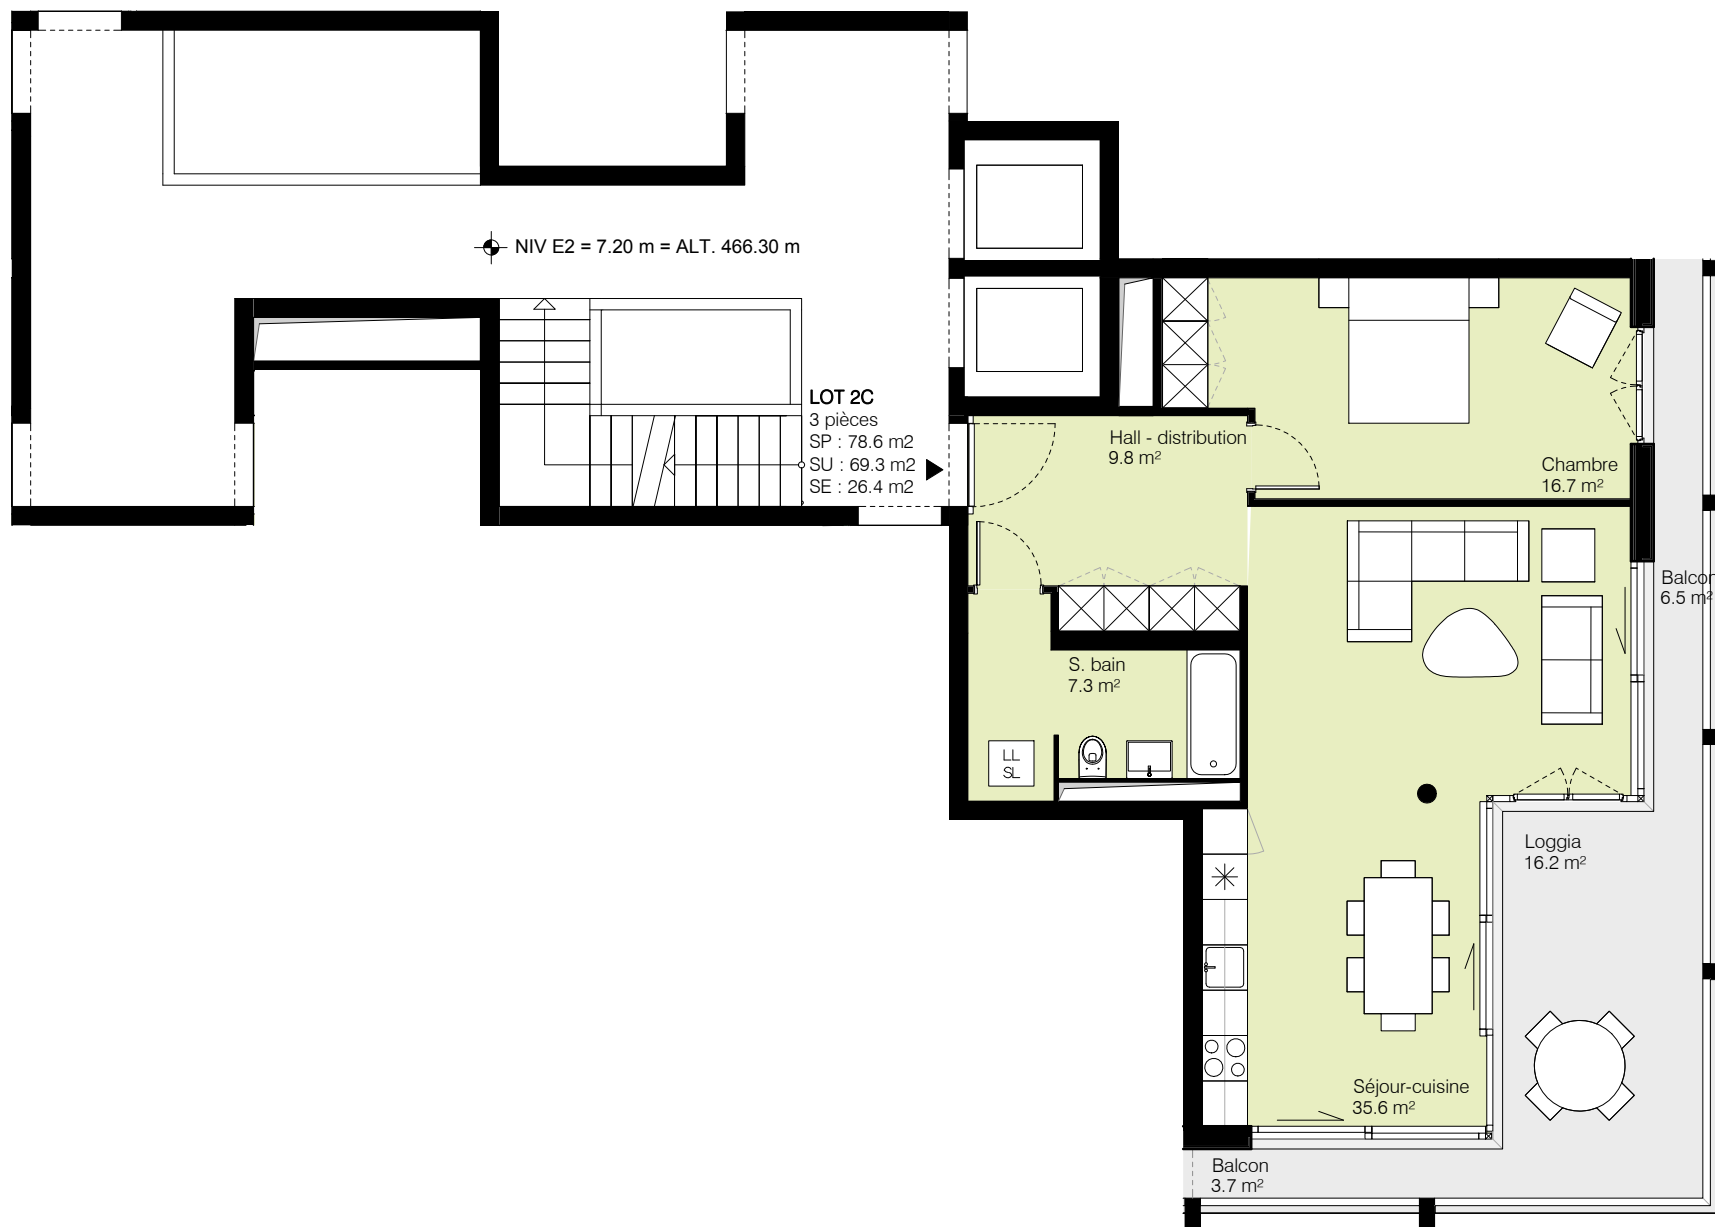 NIV E2 = 7.20 m = ALT. 466.30 m
LOT 2C
3 pièces
SP : 78.6 m2
SU : 69.3 m2
SE : 26.4 m2
Hall - distribution
9.8 m²
Chambre
16.7 m²
Balcon
6.5 m²
S. bain
7.3 m²
LL
SL
Loggia
16.2 m²
Séjour-cuisine
35.6 m²
Balcon
3.7 m²